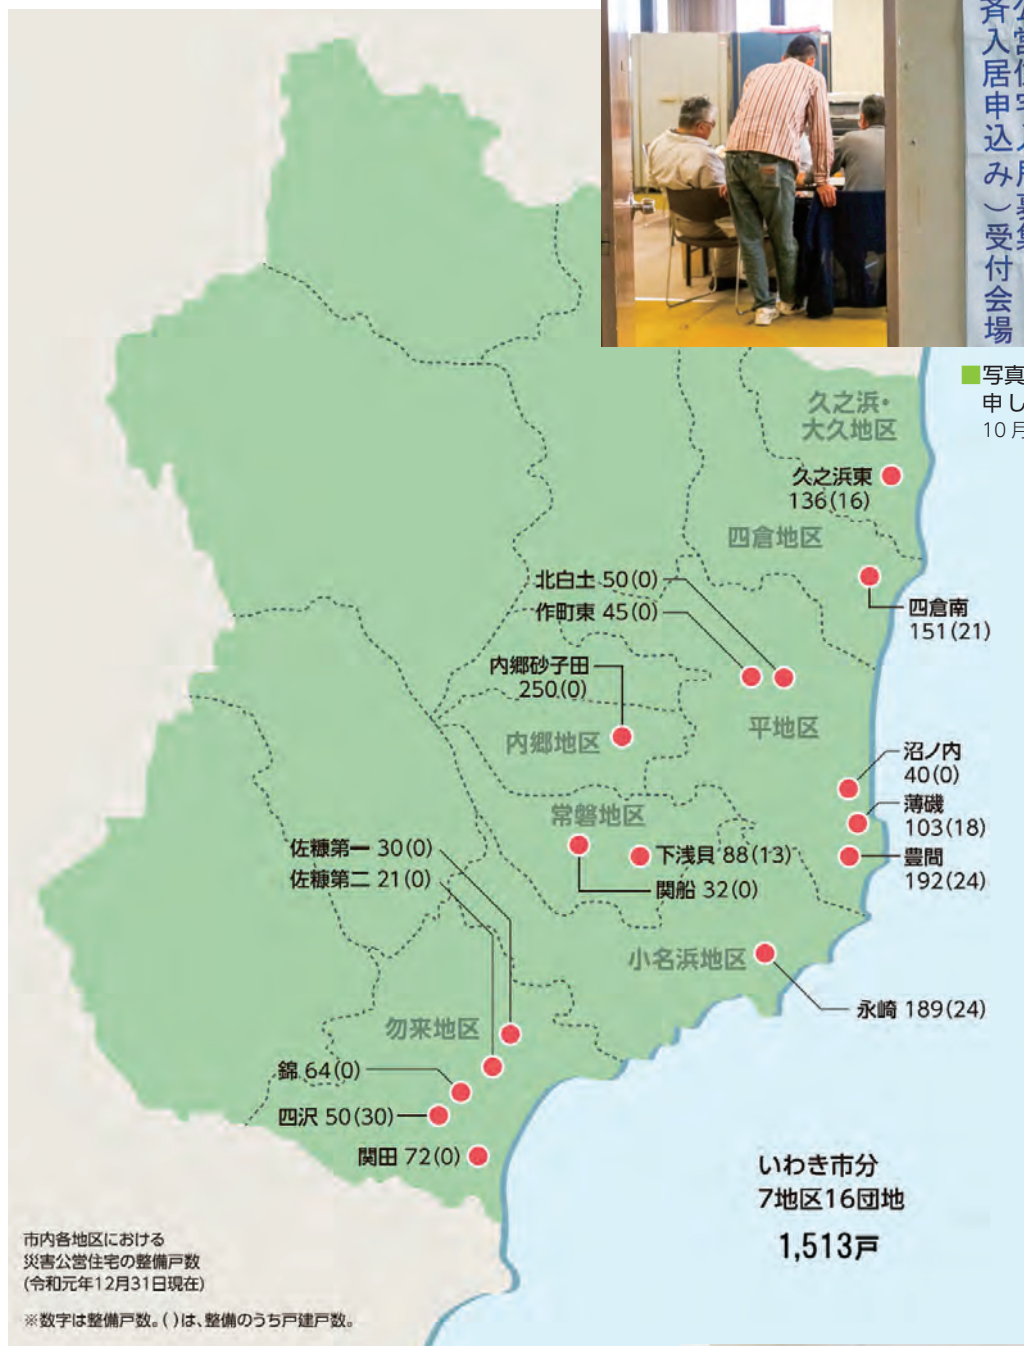 斉入居申込み）受付会場
■写真
申し
10月
久之浜・
大久地区
久之浜東
136(16)
四倉地区
北白土 50(0)
作町東 45(0)
四倉南
151(21)
内郷砂子田
250(0)
内郷地区
平地区
沼ノ内
40(0)
薄磯
103(18)
豊間
192(24)
常磐地区
下浅貝 88(13)
関船 32(0)
佐糠第一 30(0)
佐糠第二 21(0)
小名浜地区
永崎 189(24)
勿来地区
錦 64(0)
四沢 50(30)
関田 72(0)
いわき市分
7地区16団地
1,513戸
市内各地区における
災害公営住宅の整備戸数
(令和元年12月31日現在)
※数字は整備戸数。( )は、整備のうち戸建戸数。